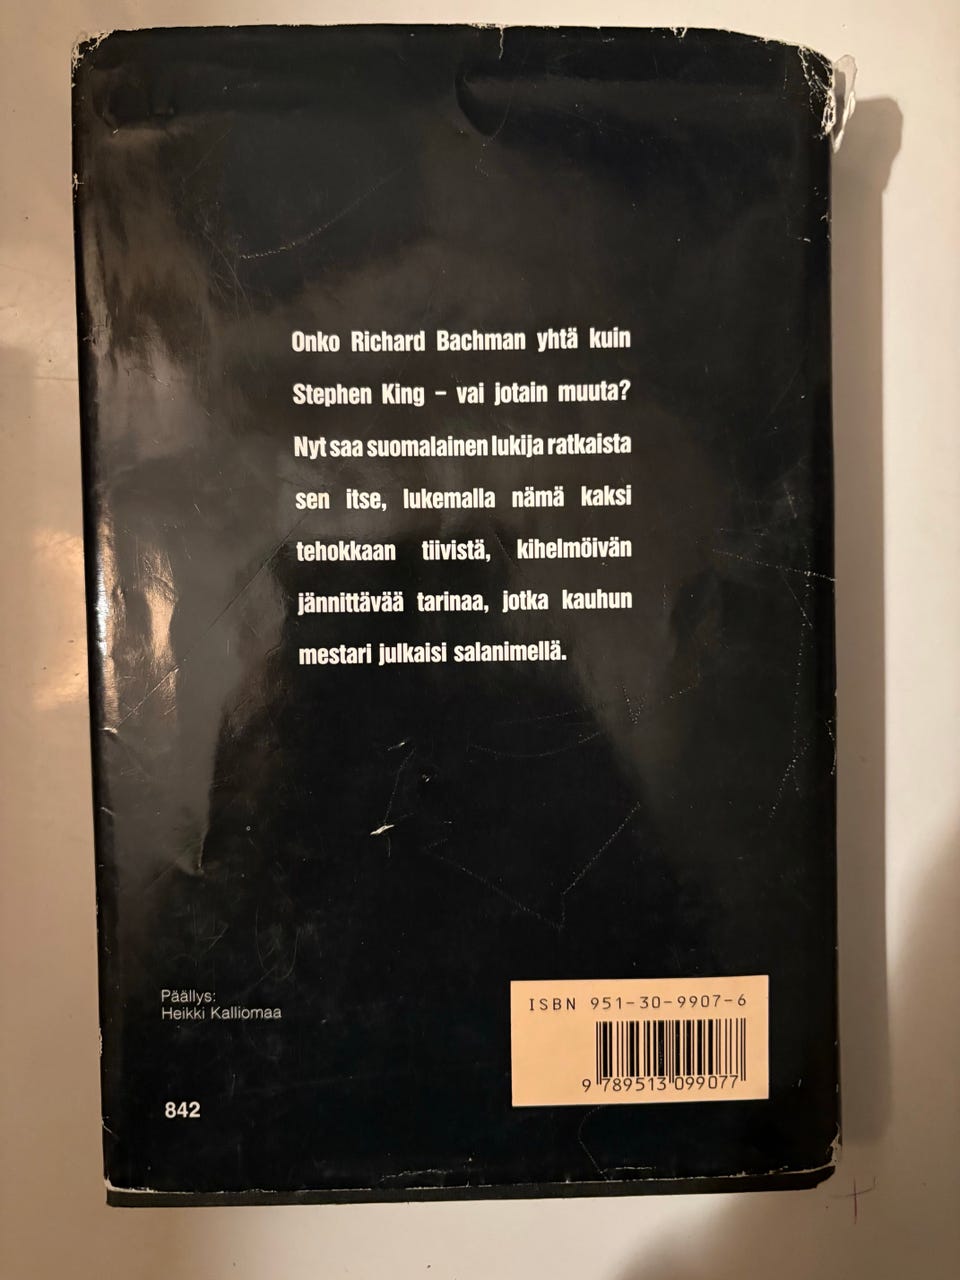 Onko Richard Bachman yhtä kuin
Stephen King – vai jotain muuta?
Nyt saa suomalainen lukija ratkaista
sen itse, lukemalla nämä kaksi
tehokkaan tiivistä, kihelmöivän
jännittävää tarinaa, jotka kauhun
mestari julkaisi salanimellä.
Päällys:
Heikki Kalliomaa
842
ISBN 951-30-9907-6
9 789513 099077